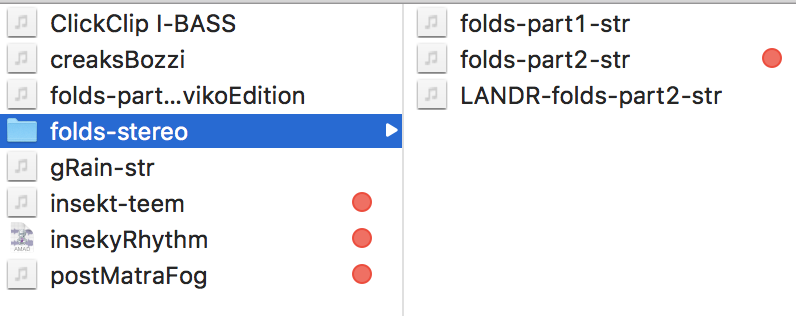 ClickClip I-BASS
creaksBozzi
folds-part...vikoEdition
folds-stereo
gRain-str
insekt-teem
insekyRhythm
postMatraFog
folds-part1-str
folds-part2-str
LANDR-folds-part2-str